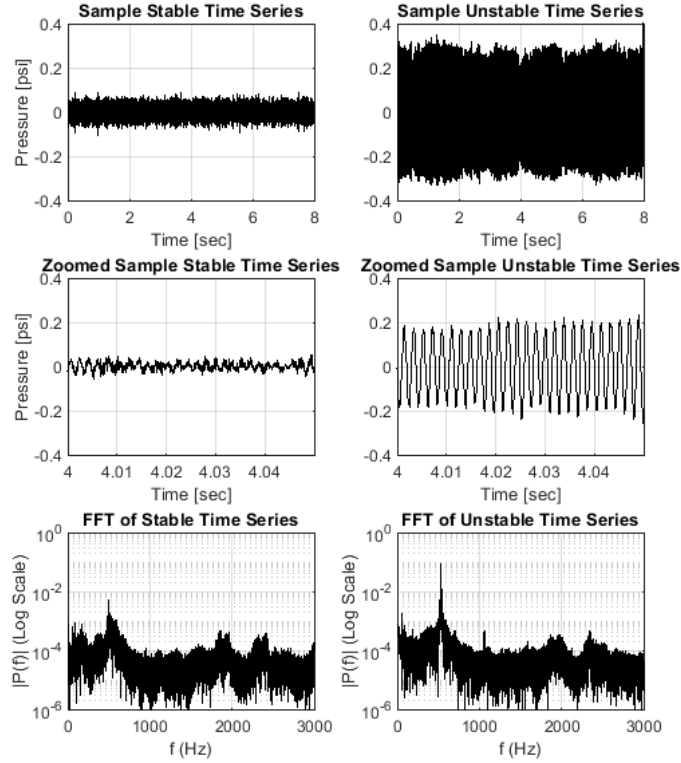 Sample Stable Time Series
Pressure [psi]
0.4
0.2
0
-0.2
-0.4
0 2 4 6 8
Time [sec]
Sample Unstable Time Series
0.4
0.2
0
-0.2
-0.4
0 2 4 6 8
Time [sec]
Zoomed Sample Stable Time Series
Pressure [psi]
0.4
0.2
0
-0.2
-0.4
4 4.01 4.02 4.03 4.04
Time [sec]
Zoomed Sample Unstable Time Series
0.4
0.2
0
-0.2
-0.4
4 4.01 4.02 4.03 4.04
Time [sec]
FFT of Stable Time Series
|P(f)| (Log Scale)
10^0
10^-2
10^-4
10^-6
0 1000 2000 3000
f (Hz)
FFT of Unstable Time Series
|P(f)| (Log Scale)
10^0
10^-2
10^-4
10^-6
0 1000 2000 3000
f (Hz)